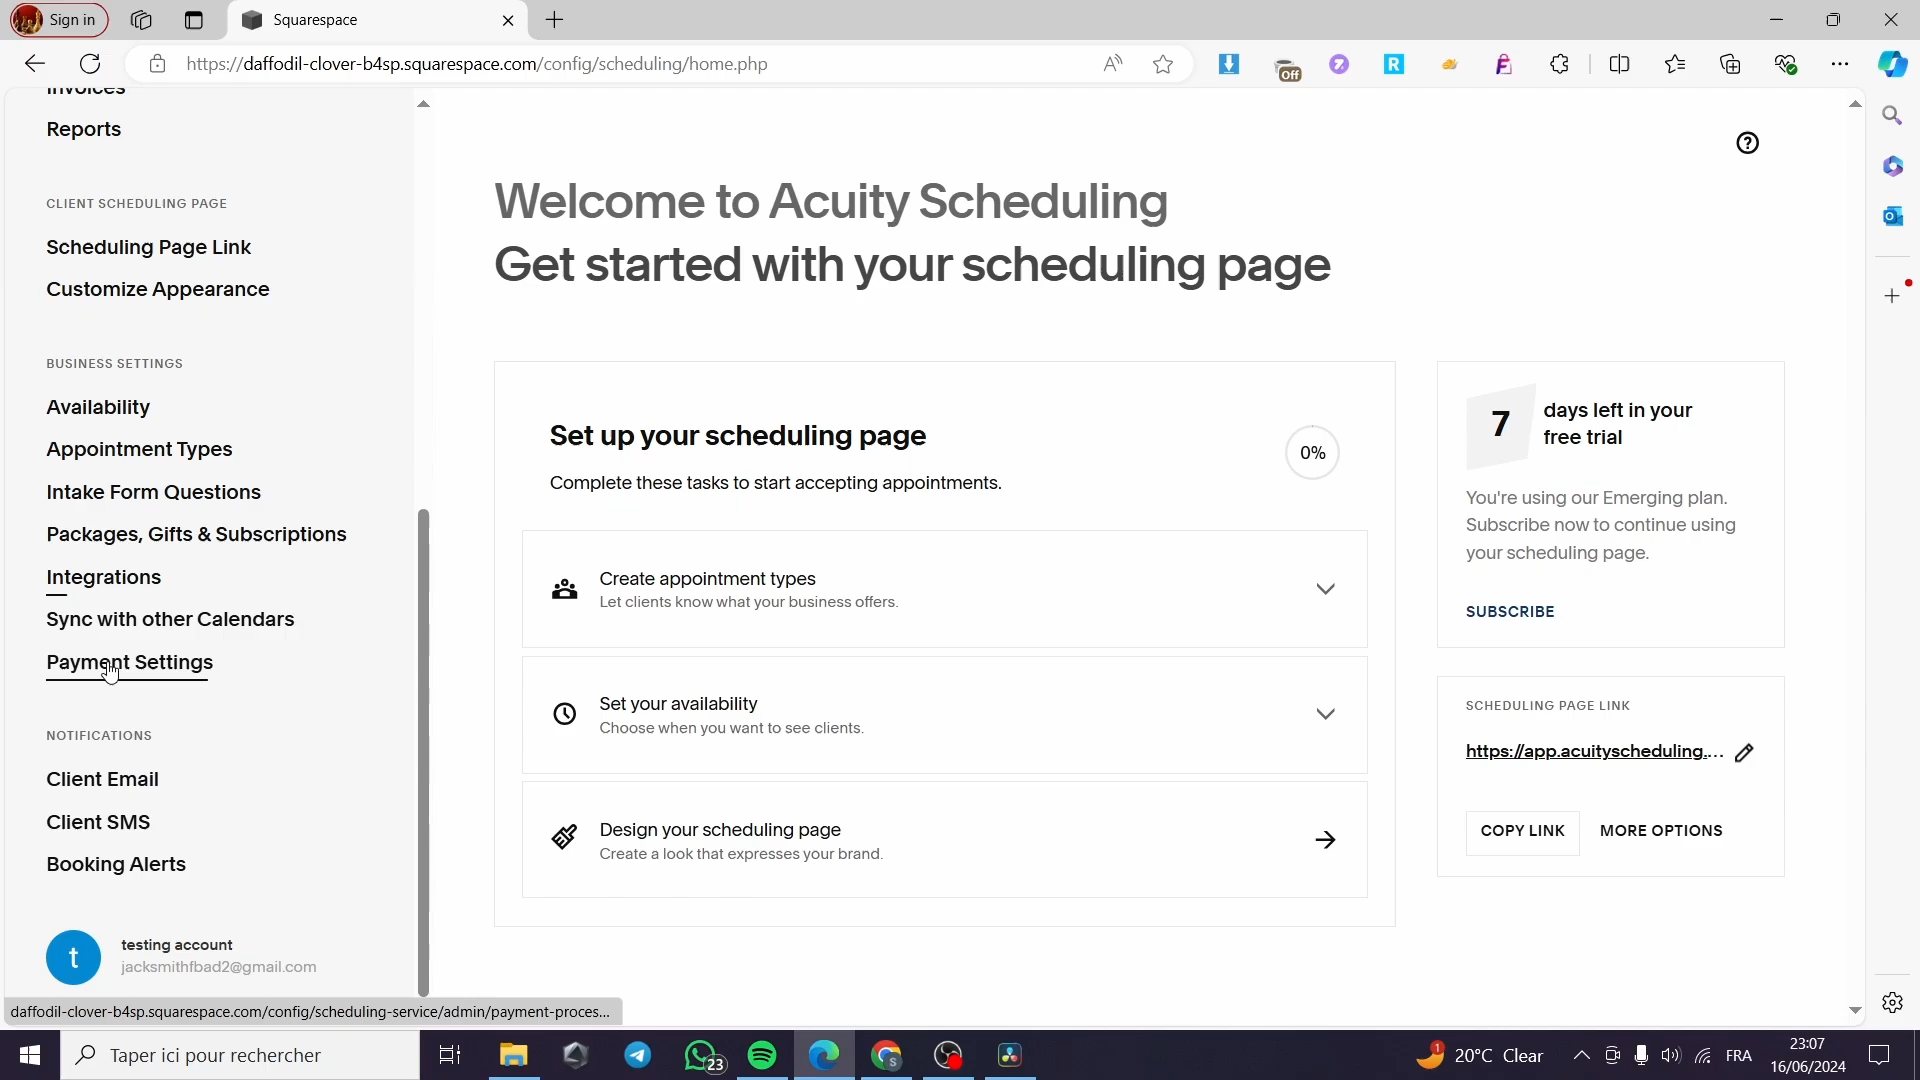 Sign in
Squarespace
https://daffodil-clover-b4sp.squarespace.com/config/scheduling/home.php
Off
Invoices
Reports
CLIENT SCHEDULING PAGE
Scheduling Page Link
Customize Appearance
BUSINESS SETTINGS
Availability
Appointment Types
Intake Form Questions
Packages, Gifts & Subscriptions
Integrations
Sync with other Calendars
Payment Settings
NOTIFICATIONS
Client Email
Client SMS
Booking Alerts
t
testing account
jacksmithfbad2@gmail.com
daffodil-clover-b4sp.squarespace.com/config/scheduling-service/admin/payment-proces...
Welcome to Acuity Scheduling
Get started with your scheduling page
Set up your scheduling page
0%
Complete these tasks to start accepting appointments.
Create appointment types
Let clients know what your business offers.
Set your availability
Choose when you want to see clients.
Design your scheduling page
Create a look that expresses your brand.
7
days left in your
free trial
You're using our Emerging plan.
Subscribe now to continue using
your scheduling page.
SUBSCRIBE
SCHEDULING PAGE LINK
https://app.acuityscheduling....
COPY LINK
MORE OPTIONS
Taper ici pour rechercher
23
S
1
20°C Clear
FRA
23:07
16/06/2024